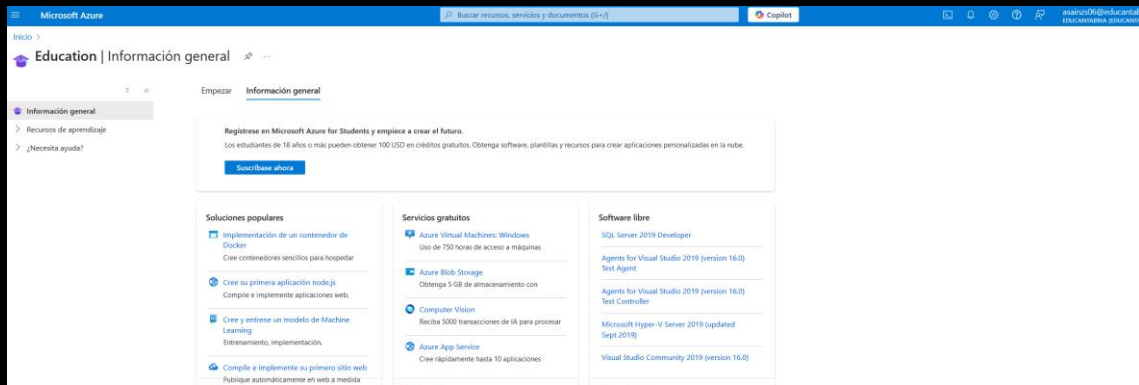 Microsoft Azure
Buscar recursos, servicios y documentos (G+/)
Copilot
asainzs06@educantab
EDUCANTABRIA (EDUCANTA
Inicio >
Education | Información general
Empezar
Información general
Información general
Recursos de aprendizaje
¿Necesita ayuda?
Regístrese en Microsoft Azure for Students y empiece a crear el futuro.
Los estudiantes de 18 años o más pueden obtener 100 USD en créditos gratuitos. Obtenga software, plantillas y recursos para crear aplicaciones personalizadas en la nube.
Suscríbase ahora
Soluciones populares
Implementación de un contenedor de
Docker
Cree contenedores sencillos para hospedar
Cree su primera aplicación node.js
Compile e implemente aplicaciones web,
Cree y entrene un modelo de Machine
Learning
Entrenamiento, implementación,
Compile e implemente su primero sitio web
Publique automáticamente en web a medida
Servicios gratuitos
Azure Virtual Machines: Windows
Uso de 750 horas de acceso a máquinas
Azure Blob Storage
Obtenga 5 GB de almacenamiento con
Computer Vision
Reciba 5000 transacciones de IA para procesar
Azure App Service
Cree rápidamente hasta 10 aplicaciones
Software libre
SQL Server 2019 Developer
Agents for Visual Studio 2019 (version 16.0)
Test Agent
Agents for Visual Studio 2019 (version 16.0)
Test Controller
Microsoft Hyper-V Server 2019 (updated
Sept 2019)
Visual Studio Community 2019 (version 16.0)